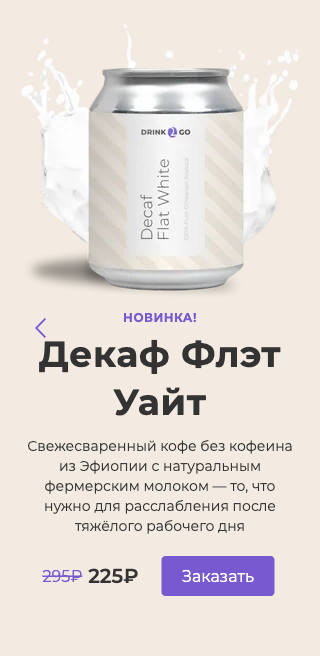 DRINK 2 GO
Decaf
Flat White
НОВИНКА!
Декаф Флэт
Уайт
Свежесваренный кофе без кофеина
из Эфиопии с натуральным
фермерским молоком — то, что
нужно для расслабления после
тяжёлого рабочего дня
295₽ 225₽ Заказать